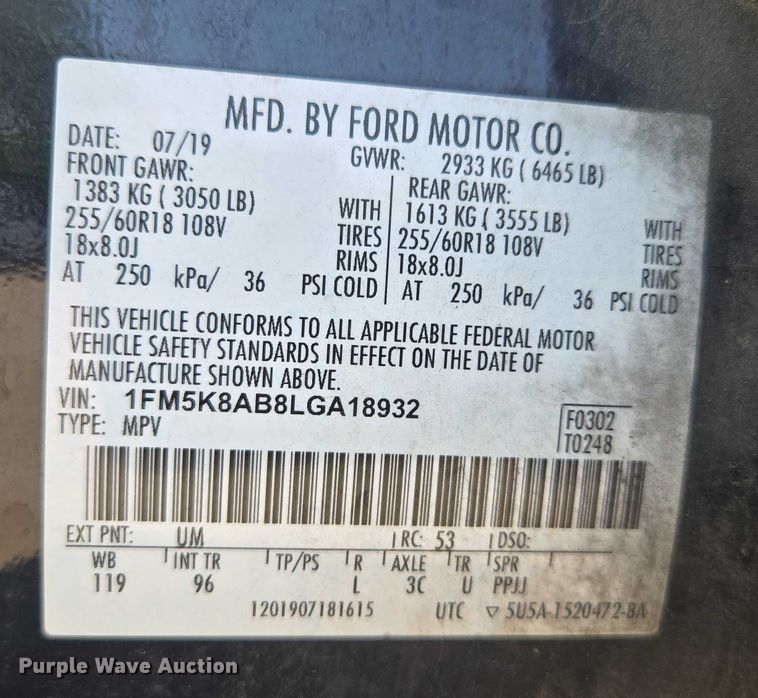 MFD. BY FORD MOTOR CO.
DATE: 07/19 GVWR: 2933 KG ( 6465 LB)
FRONT GAWR: REAR GAWR:
1383 KG ( 3050 LB) WITH 1613 KG ( 3555 LB) WITH
255/60R18 108V TIRES 255/60R18 108V TIRES
18x8.0J RIMS 18x8.0J RIMS
AT 250 kPa/ 36 PSI COLD AT 250 kPa/ 36 PSI COLD
THIS VEHICLE CONFORMS TO ALL APPLICABLE FEDERAL MOTOR
VEHICLE SAFETY STANDARDS IN EFFECT ON THE DATE OF
MANUFACTURE SHOWN ABOVE.
VIN: 1FM5K8AB8LGA18932
TYPE: MPV
F0302
T0248
EXT PNT: UM RC: 53 DSO:
WB INT TR TP/PS R AXLE TR SPR
119 96 L 3C U PPJJ
1201907181615 UTC ▽ 5U5A-1520472-BA
Purple Wave Auction